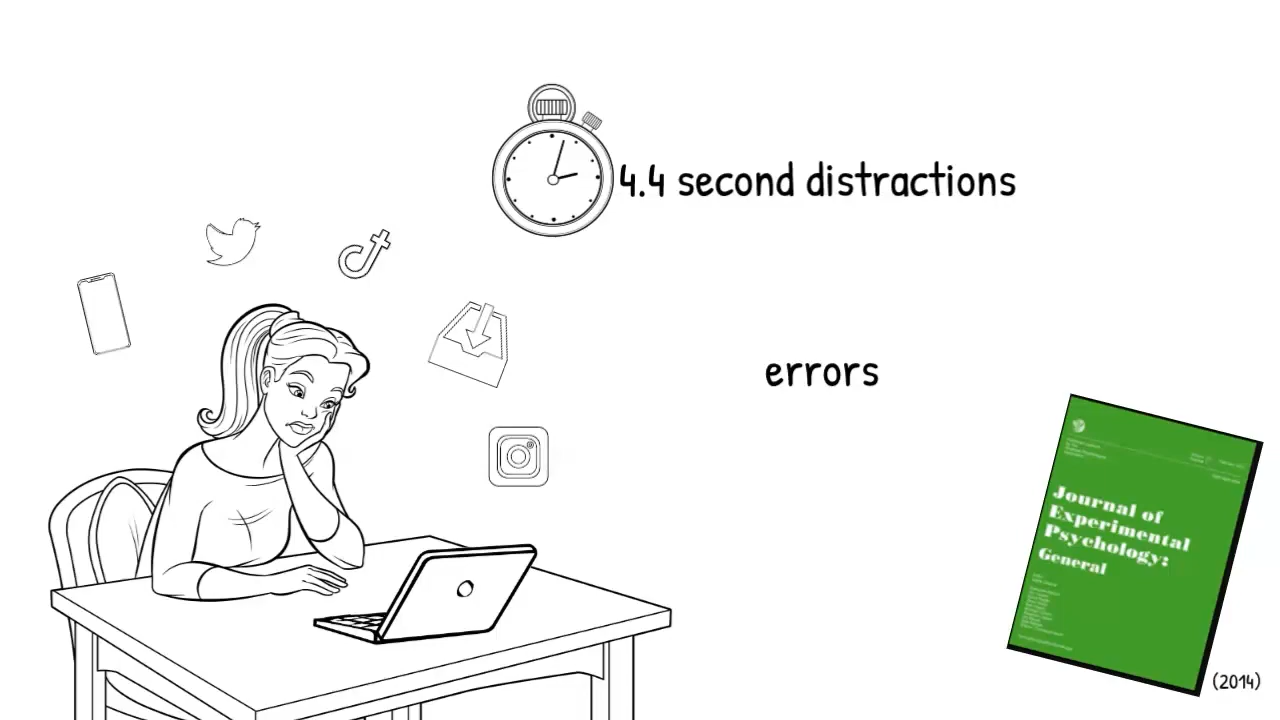 4.4 second distractions
errors
Journal of
Experimental
Psychology:
General
(2014)